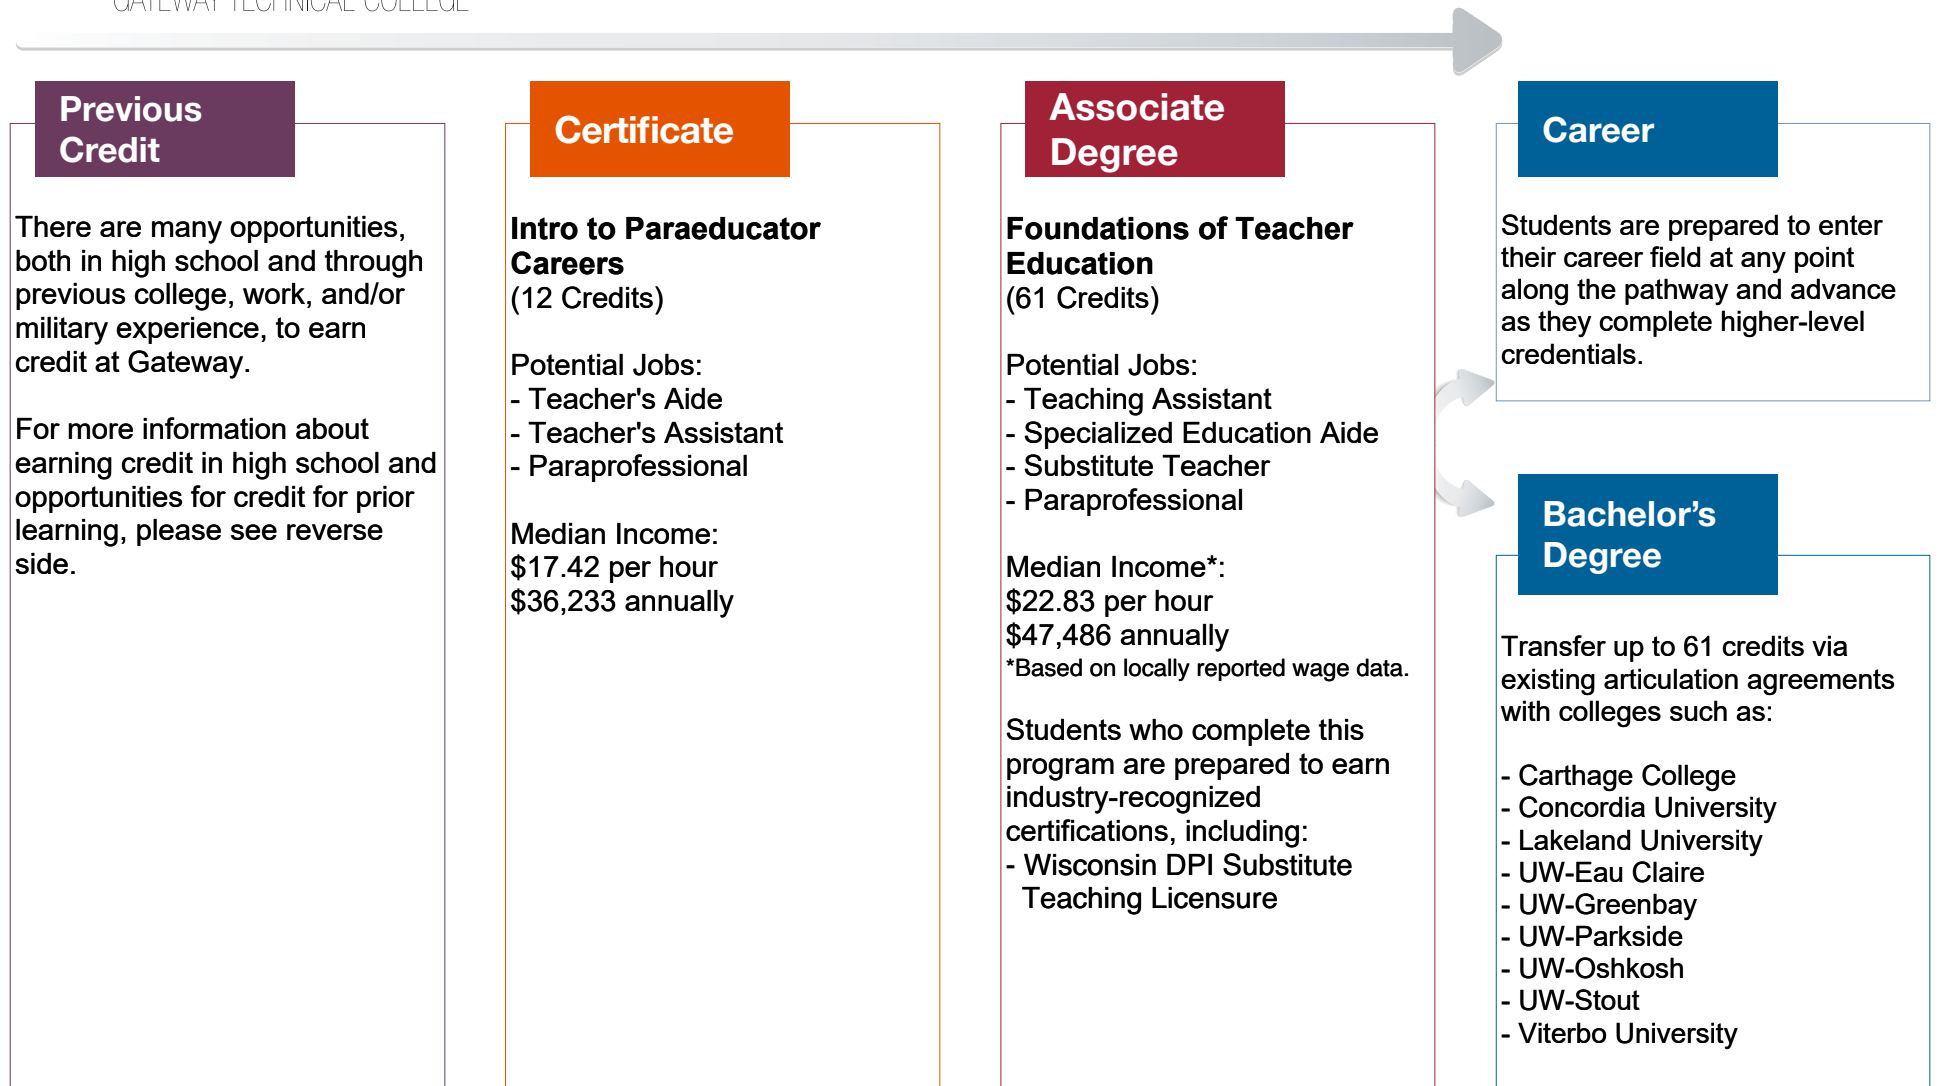 GATEWAY TECHNICAL COLLEGE
Previous
Credit
There are many opportunities,
both in high school and through
previous college, work, and/or
military experience, to earn
credit at Gateway.
For more information about
earning credit in high school and
opportunities for credit for prior
learning, please see reverse
side.
Certificate
Intro to Paraeducator
Careers
(12 Credits)
Potential Jobs:
- Teacher's Aide
- Teacher's Assistant
- Paraprofessional
Median Income:
$17.42 per hour
$36,233 annually
Associate
Degree
Foundations of Teacher
Education
(61 Credits)
Potential Jobs:
- Teaching Assistant
- Specialized Education Aide
- Substitute Teacher
- Paraprofessional
Median Income*:
$22.83 per hour
$47,486 annually
*Based on locally reported wage data.
Students who complete this
program are prepared to earn
industry-recognized
certifications, including:
- Wisconsin DPI Substitute
Teaching Licensure
Career
Students are prepared to enter
their career field at any point
along the pathway and advance
as they complete higher-level
credentials.
Bachelor’s
Degree
Transfer up to 61 credits via
existing articulation agreements
with colleges such as:
- Carthage College
- Concordia University
- Lakeland University
- UW-Eau Claire
- UW-Greenbay
- UW-Parkside
- UW-Oshkosh
- UW-Stout
- Viterbo University